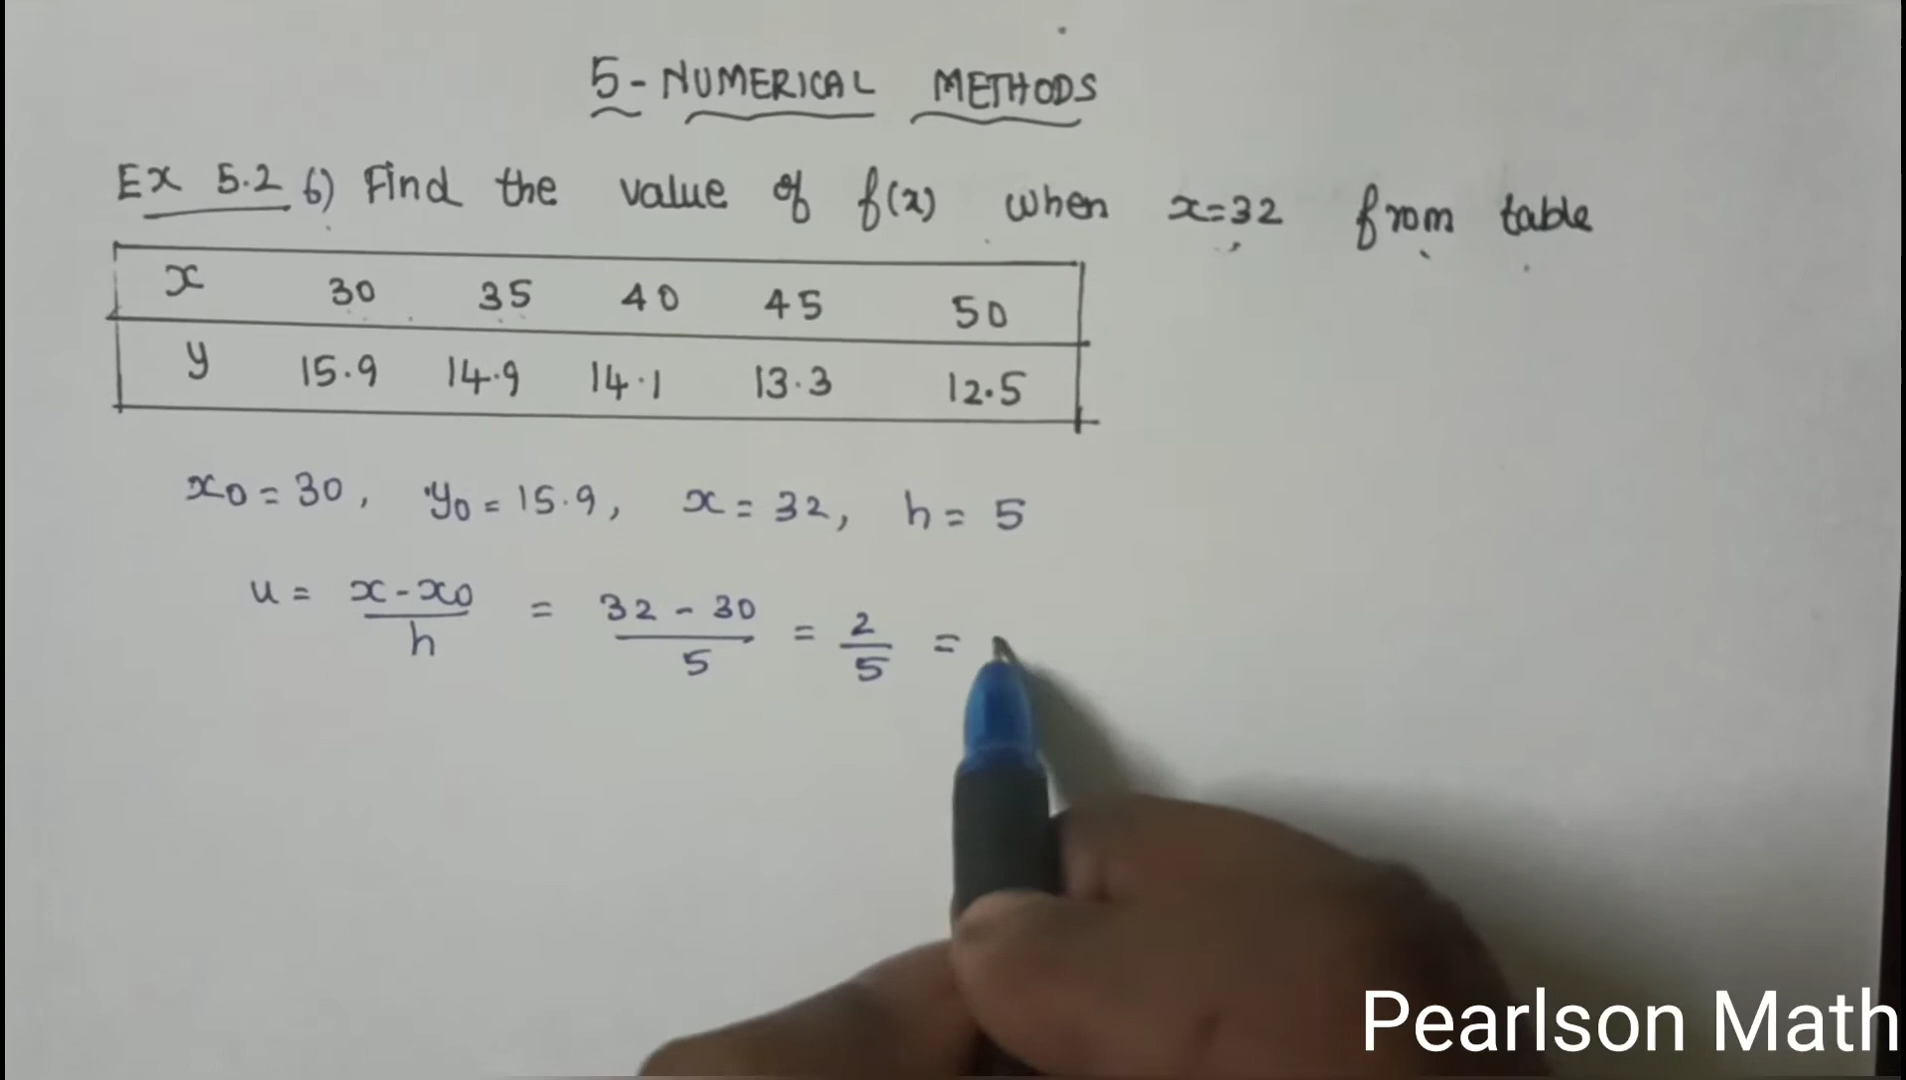 5-NUMERICAL METHODS
Ex 5.2 6) Find the value of f(x) when x=32 from table
x 30 35 40 45 50
y 15.9 14.9 14.1 13.3 12.5
x0 = 30, y0 = 15.9, x = 32, h = 5
u = x - x0 / h = 32 - 30 / 5 = 2 / 5 =
Pearlson Math